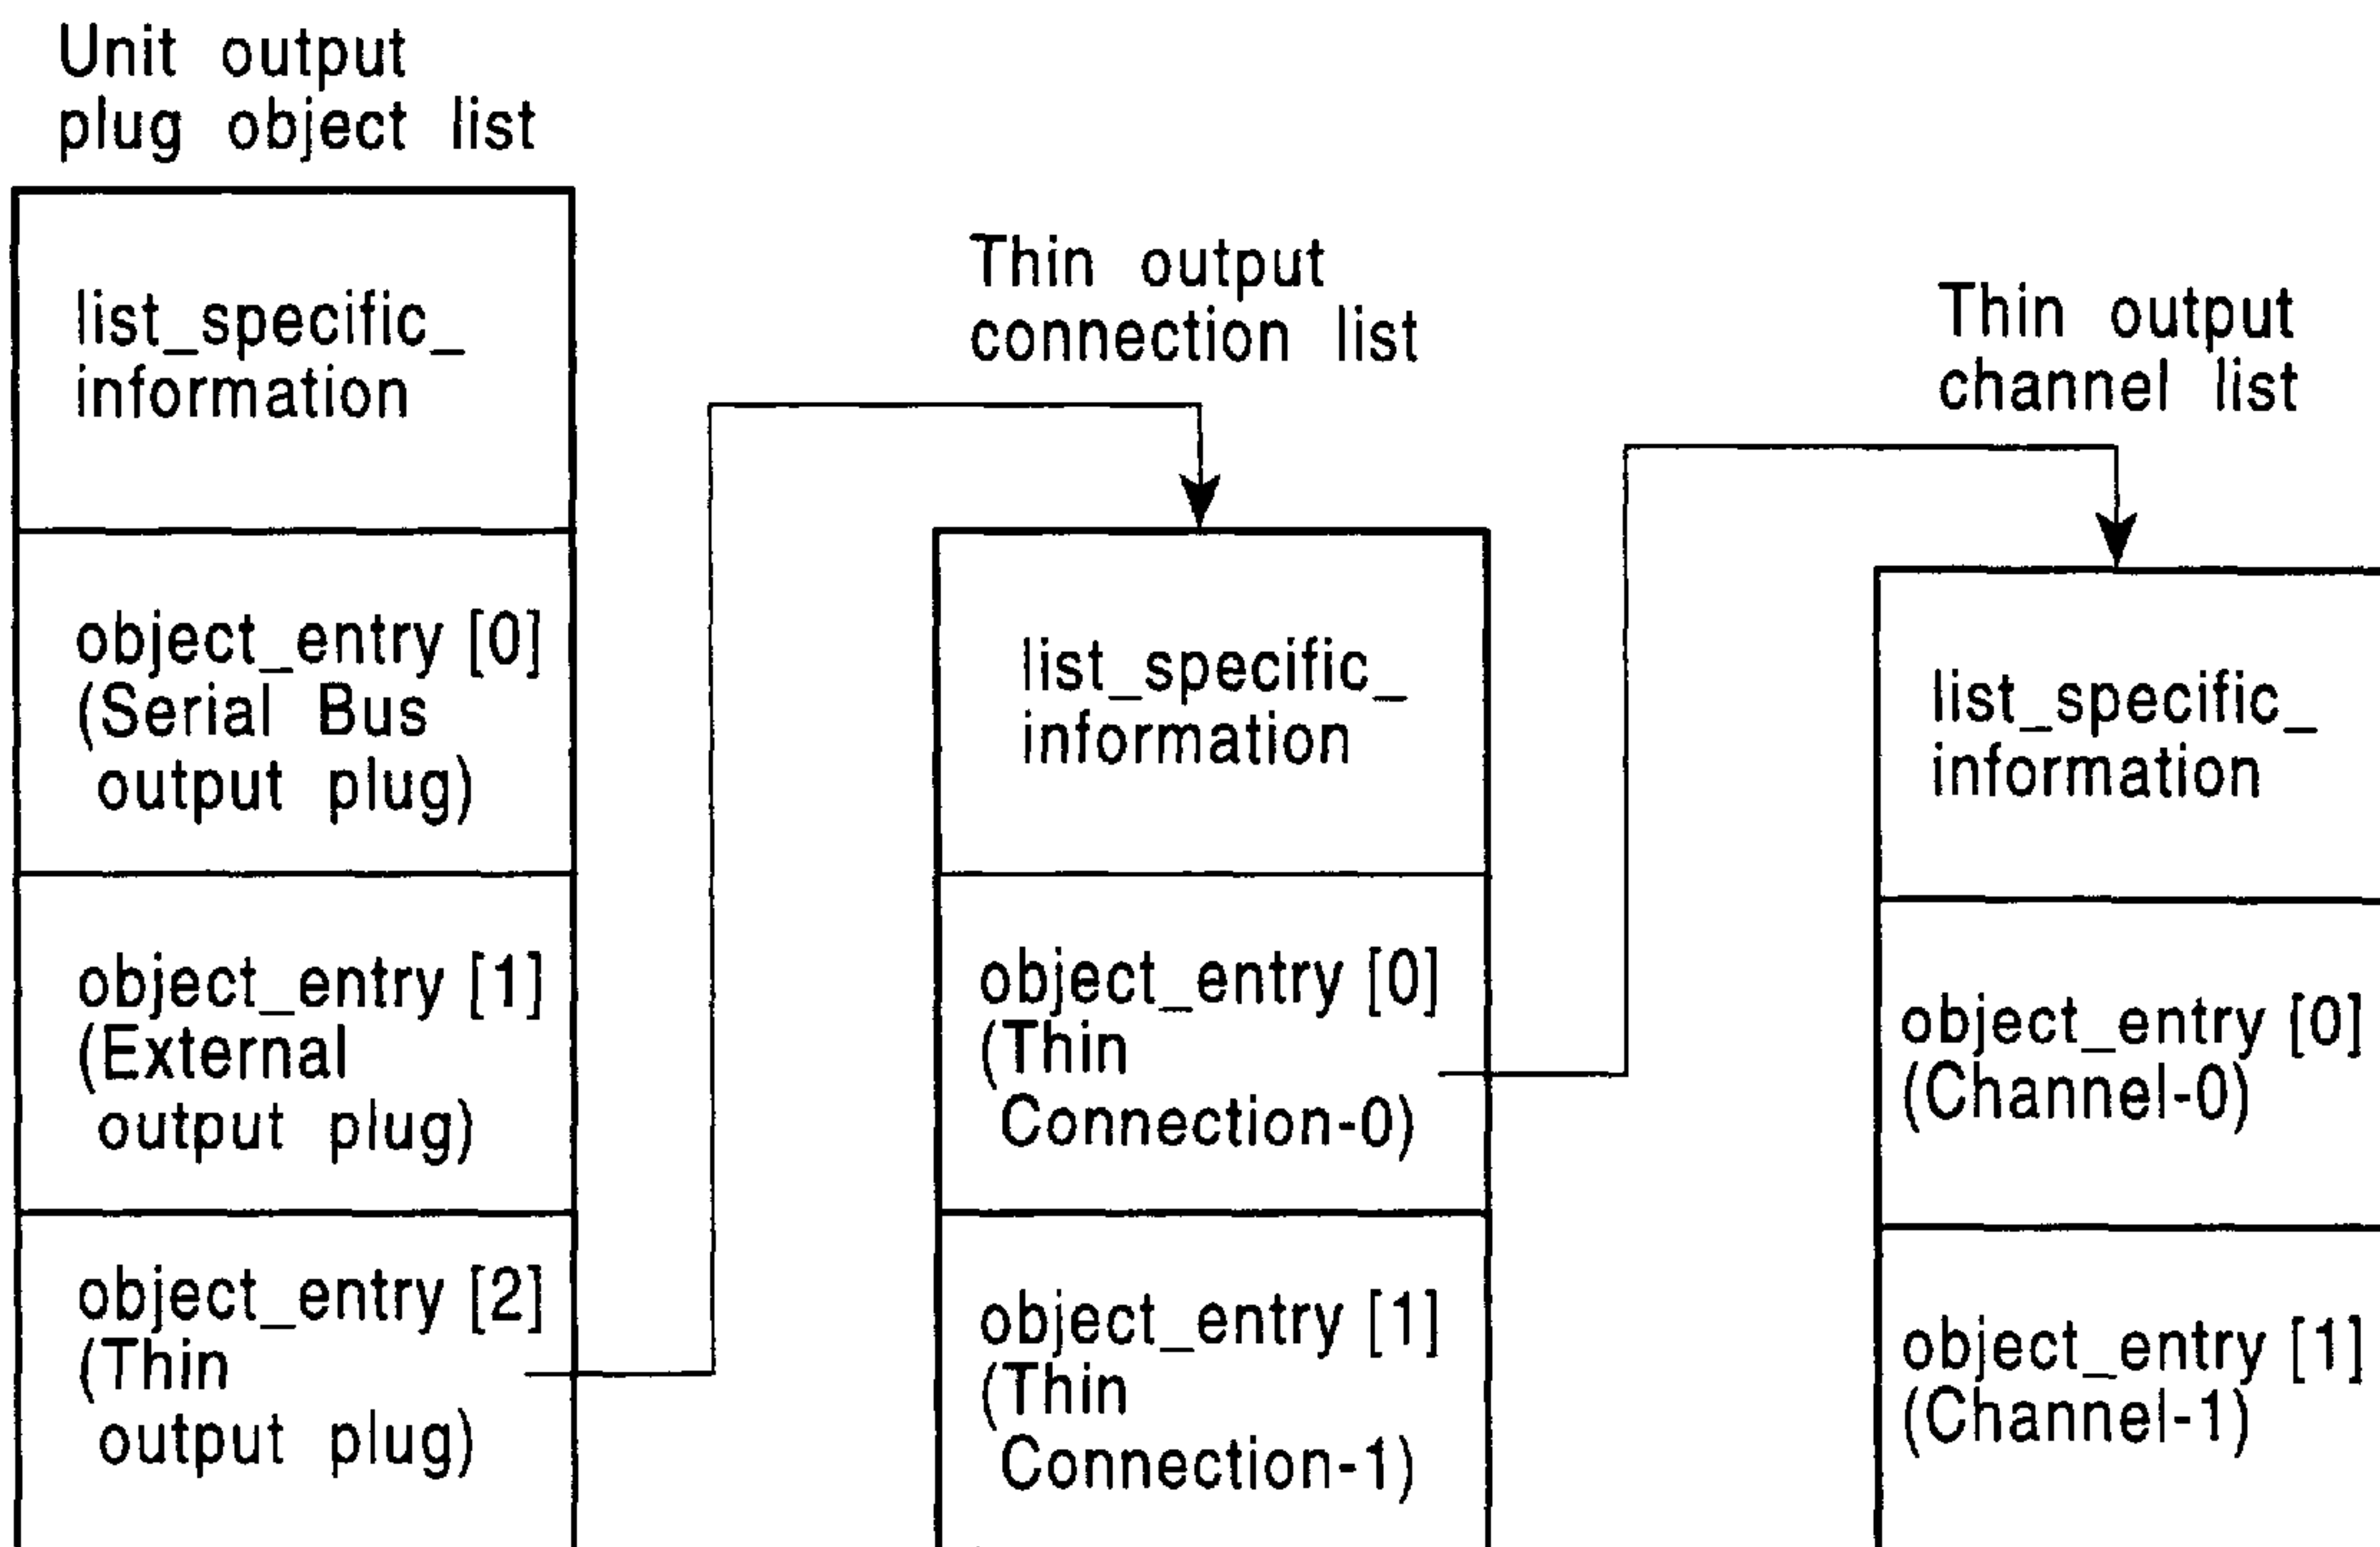 Unit output
plug object list
list_specific_
information
object_entry [0]
(Serial Bus
output plug)
object_entry [1]
(External
output plug)
object_entry [2]
(Thin
output plug)
Thin output
connection list
list_specific_
information
object_entry [0]
(Thin
Connection-0)
object_entry [1]
(Thin
Connection-1)
Thin output
channel list
list_specific_
information
object_entry [0]
(Channel-0)
object_entry [1]
(Channel-1)